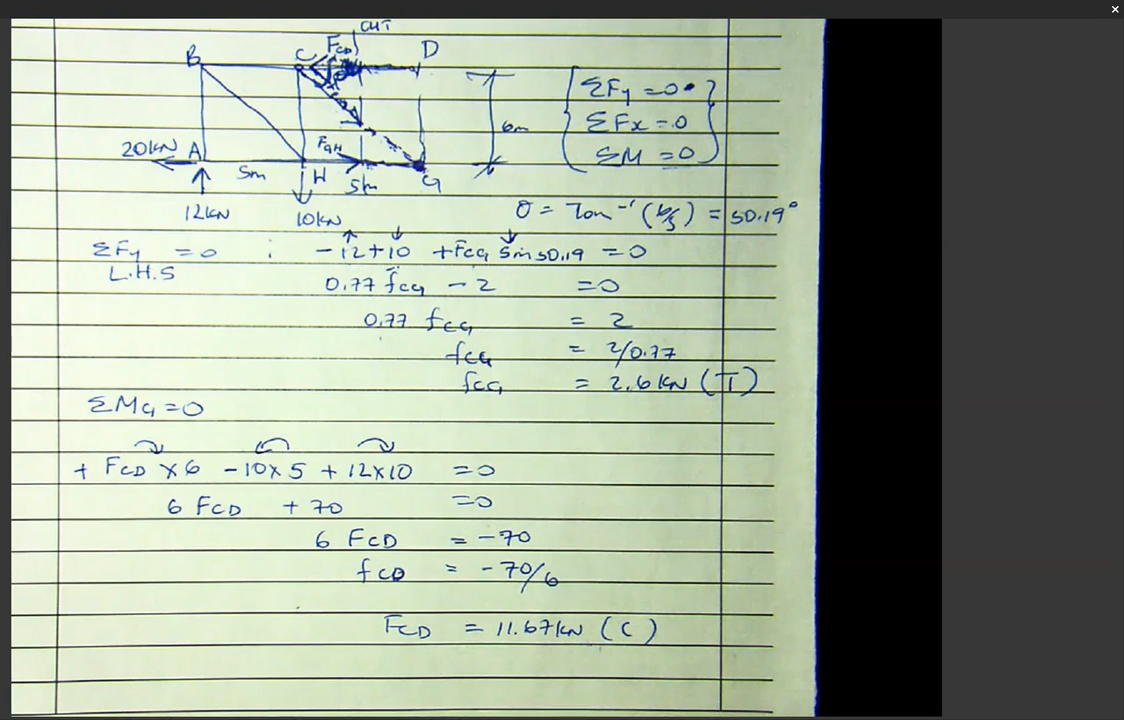 CUT
B C FCD D
ΣFy = 0
ΣFx = 0
ΣM = 0
6m
20kN A 5m H FGH 5m G
12kN 10kN
θ = Tan⁻¹ (6/5) = 50.19°
ΣFy = 0 : -12 + 10 + FCG Sin 50.19 = 0
L.H.S
0.77 fCG - 2 = 0
0.77 fCG = 2
fCG = 2/0.77
fCG = 2.6 kN (T)
ΣMG = 0
+ FCD × 6 - 10 × 5 + 12 × 10 = 0
6 FCD + 70 = 0
6 FCD = -70
fCD = -70/6
FCD = 11.67 kN (C)